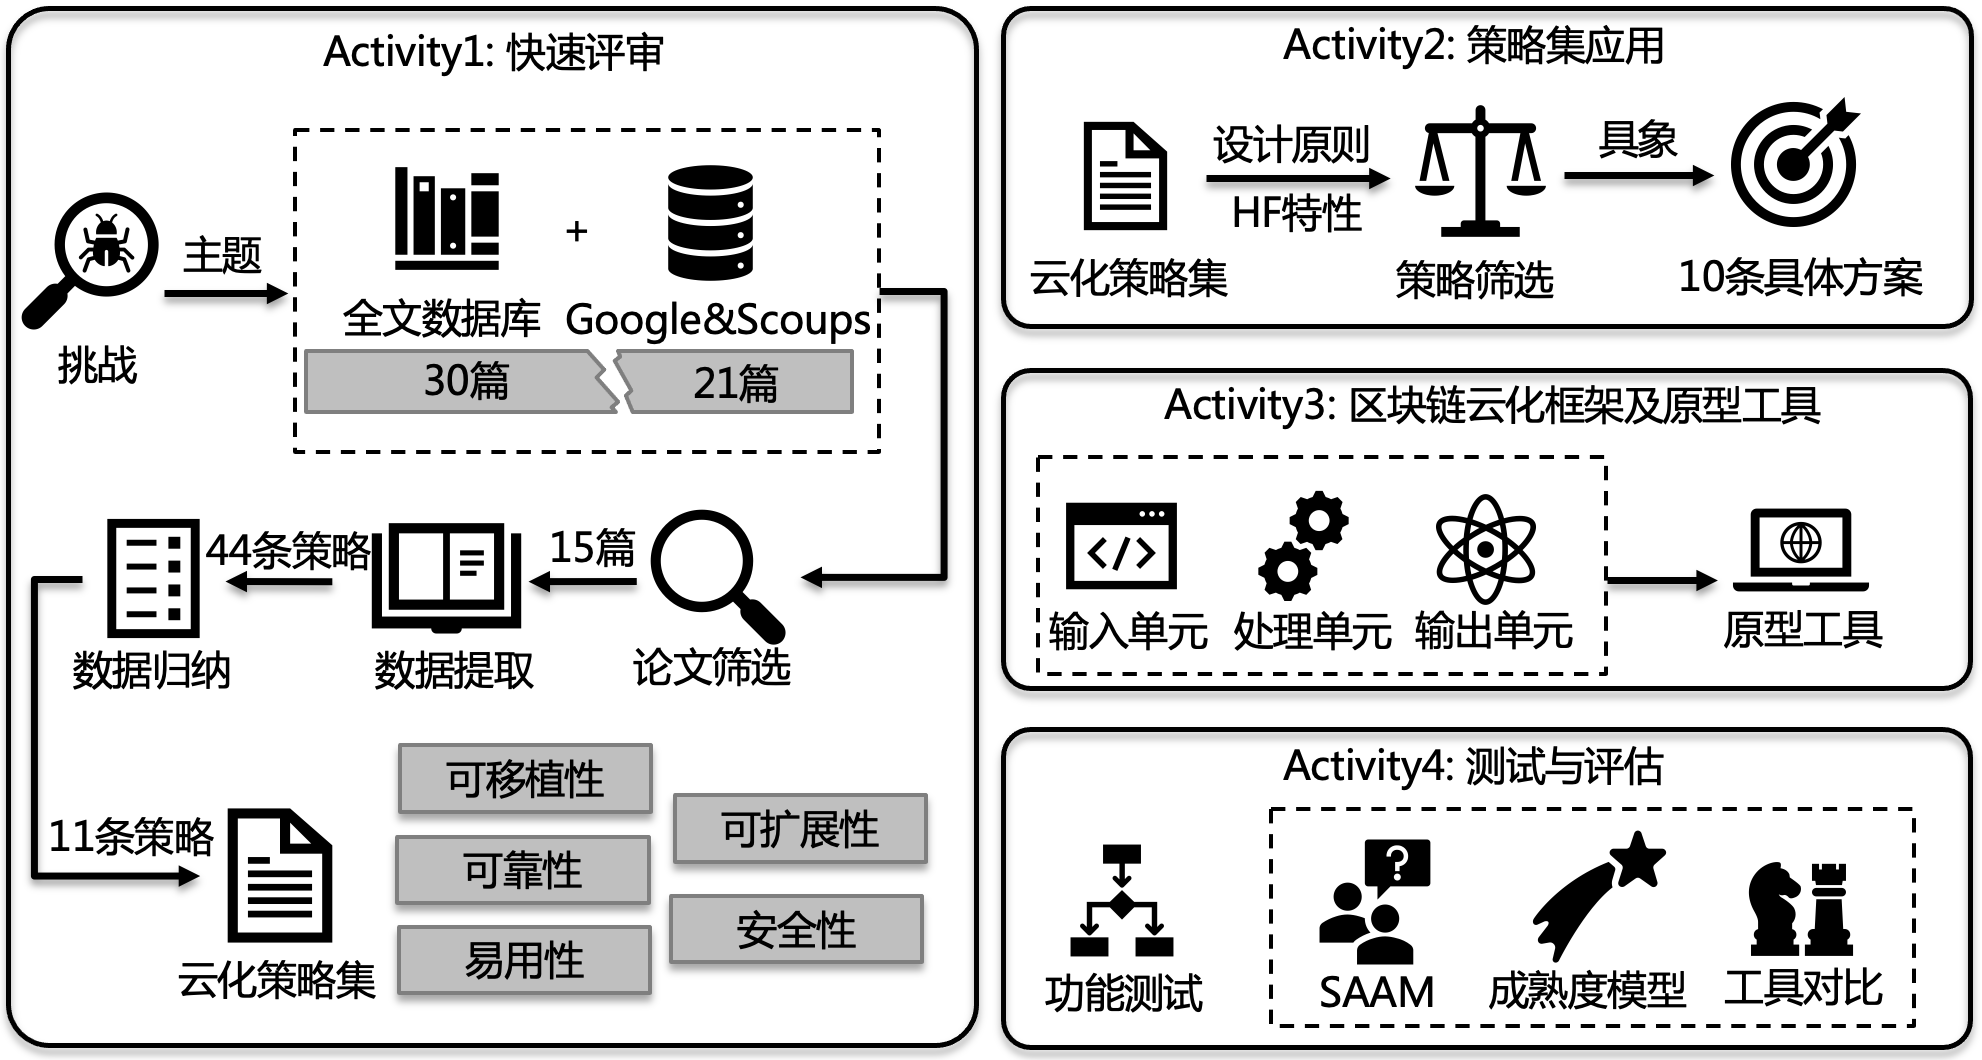 Activity1: 快速评审
挑战
主题
全文数据库
+
Google&Scoups
30篇
21篇
论文筛选
15篇
数据提取
44条策略
数据归纳
11条策略
云化策略集
可移植性
可靠性
易用性
可扩展性
安全性
Activity2: 策略集应用
云化策略集
设计原则
HF特性
策略筛选
具象
10条具体方案
Activity3: 区块链云化框架及原型工具
</>
输入单元
处理单元
输出单元
原型工具
Activity4: 测试与评估
功能测试
?
SAAM
成熟度模型
工具对比